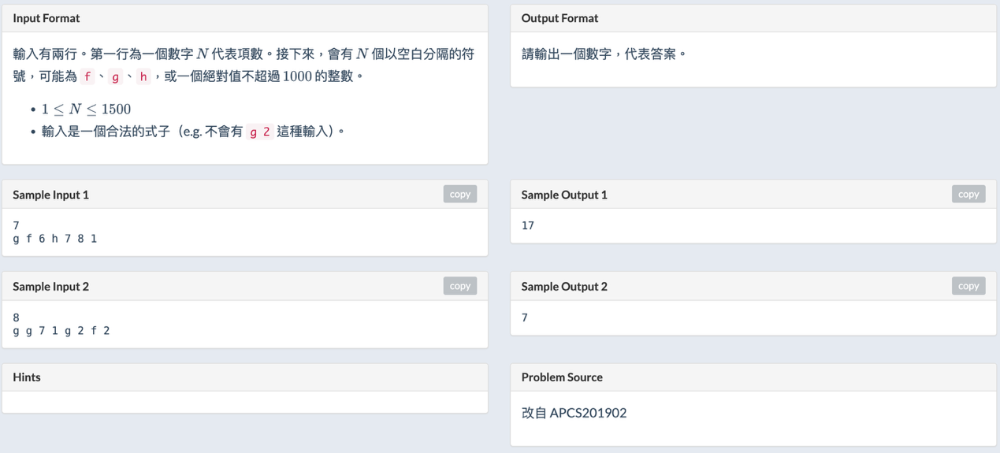 Input Format
輸入有兩行。第一行為一個數字 N 代表項數。接下來，會有 N 個以空白分隔的符
號，可能為 f 、 g 、 h ，或一個絕對值不超過 1000 的整數。
• 1 ≤ N ≤ 1500
• 輸入是一個合法的式子（e.g. 不會有 g 2 這種輸入）。
Output Format
請輸出一個數字，代表答案。
Sample Input 1
copy
7
g f 6 h 7 8 1
Sample Output 1
copy
17
Sample Input 2
copy
8
g g 7 1 g 2 f 2
Sample Output 2
copy
7
Hints
Problem Source
改自 APCS201902